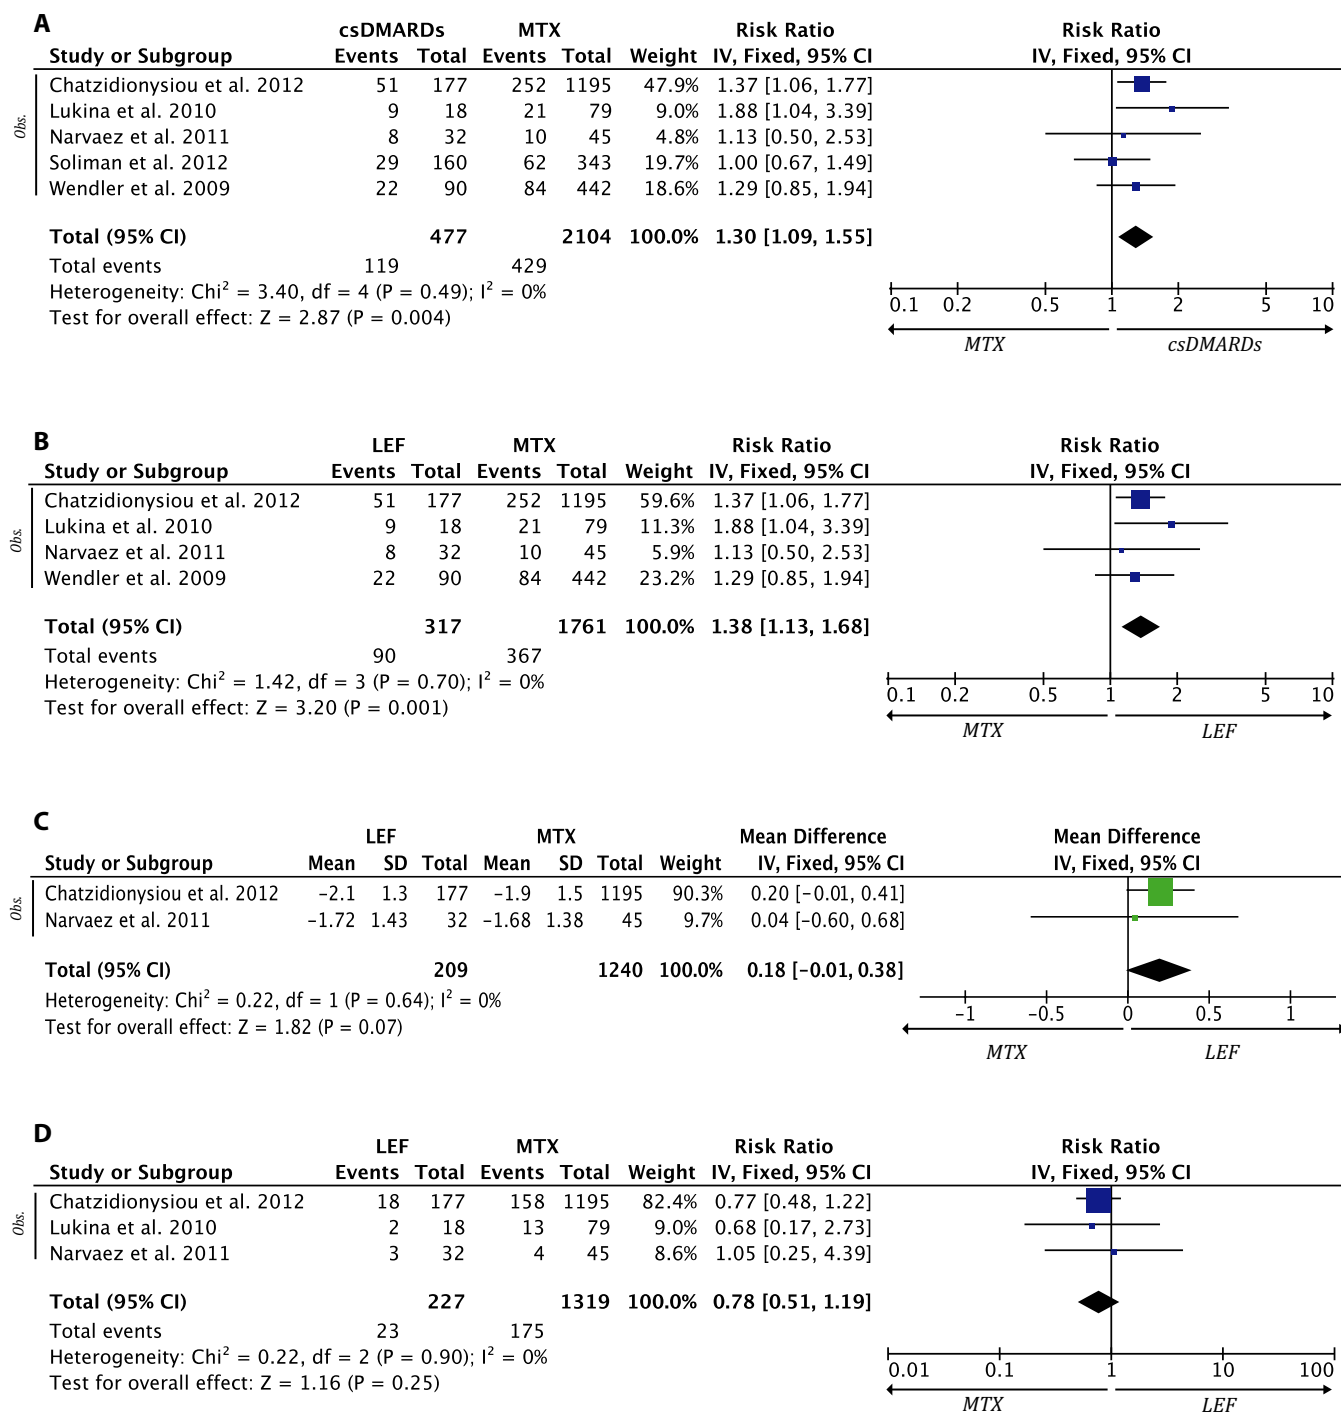 A
csDMARDs MTX Risk Ratio Risk Ratio
Study or Subgroup Events Total Events Total Weight IV, Fixed, 95% CI IV, Fixed, 95% CI
Obs.
Chatzidionysiou et al. 2012 51 177 252 1195 47.9% 1.37 [1.06, 1.77]
Lukina et al. 2010 9 18 21 79 9.0% 1.88 [1.04, 3.39]
Narvaez et al. 2011 8 32 10 45 4.8% 1.13 [0.50, 2.53]
Soliman et al. 2012 29 160 62 343 19.7% 1.00 [0.67, 1.49]
Wendler et al. 2009 22 90 84 442 18.6% 1.29 [0.85, 1.94]
Total (95% CI) 477 2104 100.0% 1.30 [1.09, 1.55]
Total events 119 429
Heterogeneity: Chi² = 3.40, df = 4 (P = 0.49); I² = 0%
Test for overall effect: Z = 2.87 (P = 0.004)
0.1 0.2 0.5 1 2 5 10
MTX csDMARDs
B
LEF MTX Risk Ratio Risk Ratio
Study or Subgroup Events Total Events Total Weight IV, Fixed, 95% CI IV, Fixed, 95% CI
Obs.
Chatzidionysiou et al. 2012 51 177 252 1195 59.6% 1.37 [1.06, 1.77]
Lukina et al. 2010 9 18 21 79 11.3% 1.88 [1.04, 3.39]
Narvaez et al. 2011 8 32 10 45 5.9% 1.13 [0.50, 2.53]
Wendler et al. 2009 22 90 84 442 23.2% 1.29 [0.85, 1.94]
Total (95% CI) 317 1761 100.0% 1.38 [1.13, 1.68]
Total events 90 367
Heterogeneity: Chi² = 1.42, df = 3 (P = 0.70); I² = 0%
Test for overall effect: Z = 3.20 (P = 0.001)
0.1 0.2 0.5 1 2 5 10
MTX LEF
C
LEF MTX Mean Difference Mean Difference
Study or Subgroup Mean SD Total Mean SD Total Weight IV, Fixed, 95% CI IV, Fixed, 95% CI
Obs.
Chatzidionysiou et al. 2012 −2.1 1.3 177 −1.9 1.5 1195 90.3% 0.20 [−0.01, 0.41]
Narvaez et al. 2011 −1.72 1.43 32 −1.68 1.38 45 9.7% 0.04 [−0.60, 0.68]
Total (95% CI) 209 1240 100.0% 0.18 [−0.01, 0.38]
Heterogeneity: Chi² = 0.22, df = 1 (P = 0.64); I² = 0%
Test for overall effect: Z = 1.82 (P = 0.07)
−1 −0.5 0 0.5 1
MTX LEF
D
LEF MTX Risk Ratio Risk Ratio
Study or Subgroup Events Total Events Total Weight IV, Fixed, 95% CI IV, Fixed, 95% CI
Obs.
Chatzidionysiou et al. 2012 18 177 158 1195 82.4% 0.77 [0.48, 1.22]
Lukina et al. 2010 2 18 13 79 9.0% 0.68 [0.17, 2.73]
Narvaez et al. 2011 3 32 4 45 8.6% 1.05 [0.25, 4.39]
Total (95% CI) 227 1319 100.0% 0.78 [0.51, 1.19]
Total events 23 175
Heterogeneity: Chi² = 0.22, df = 2 (P = 0.90); I² = 0%
Test for overall effect: Z = 1.16 (P = 0.25)
0.01 0.1 1 10 100
MTX LEF